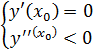 y'(x₀) = 0
y''(x₀) < 0